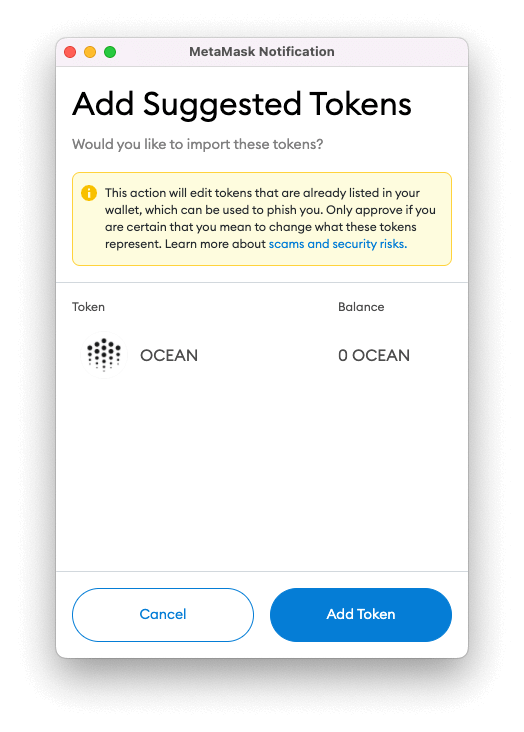 MetaMask Notification
Add Suggested Tokens
Would you like to import these tokens?
This action will edit tokens that are already listed in your
wallet, which can be used to phish you. Only approve if you
are certain that you mean to change what these tokens
represent. Learn more about scams and security risks.
Token Balance
OCEAN 0 OCEAN
Cancel Add Token